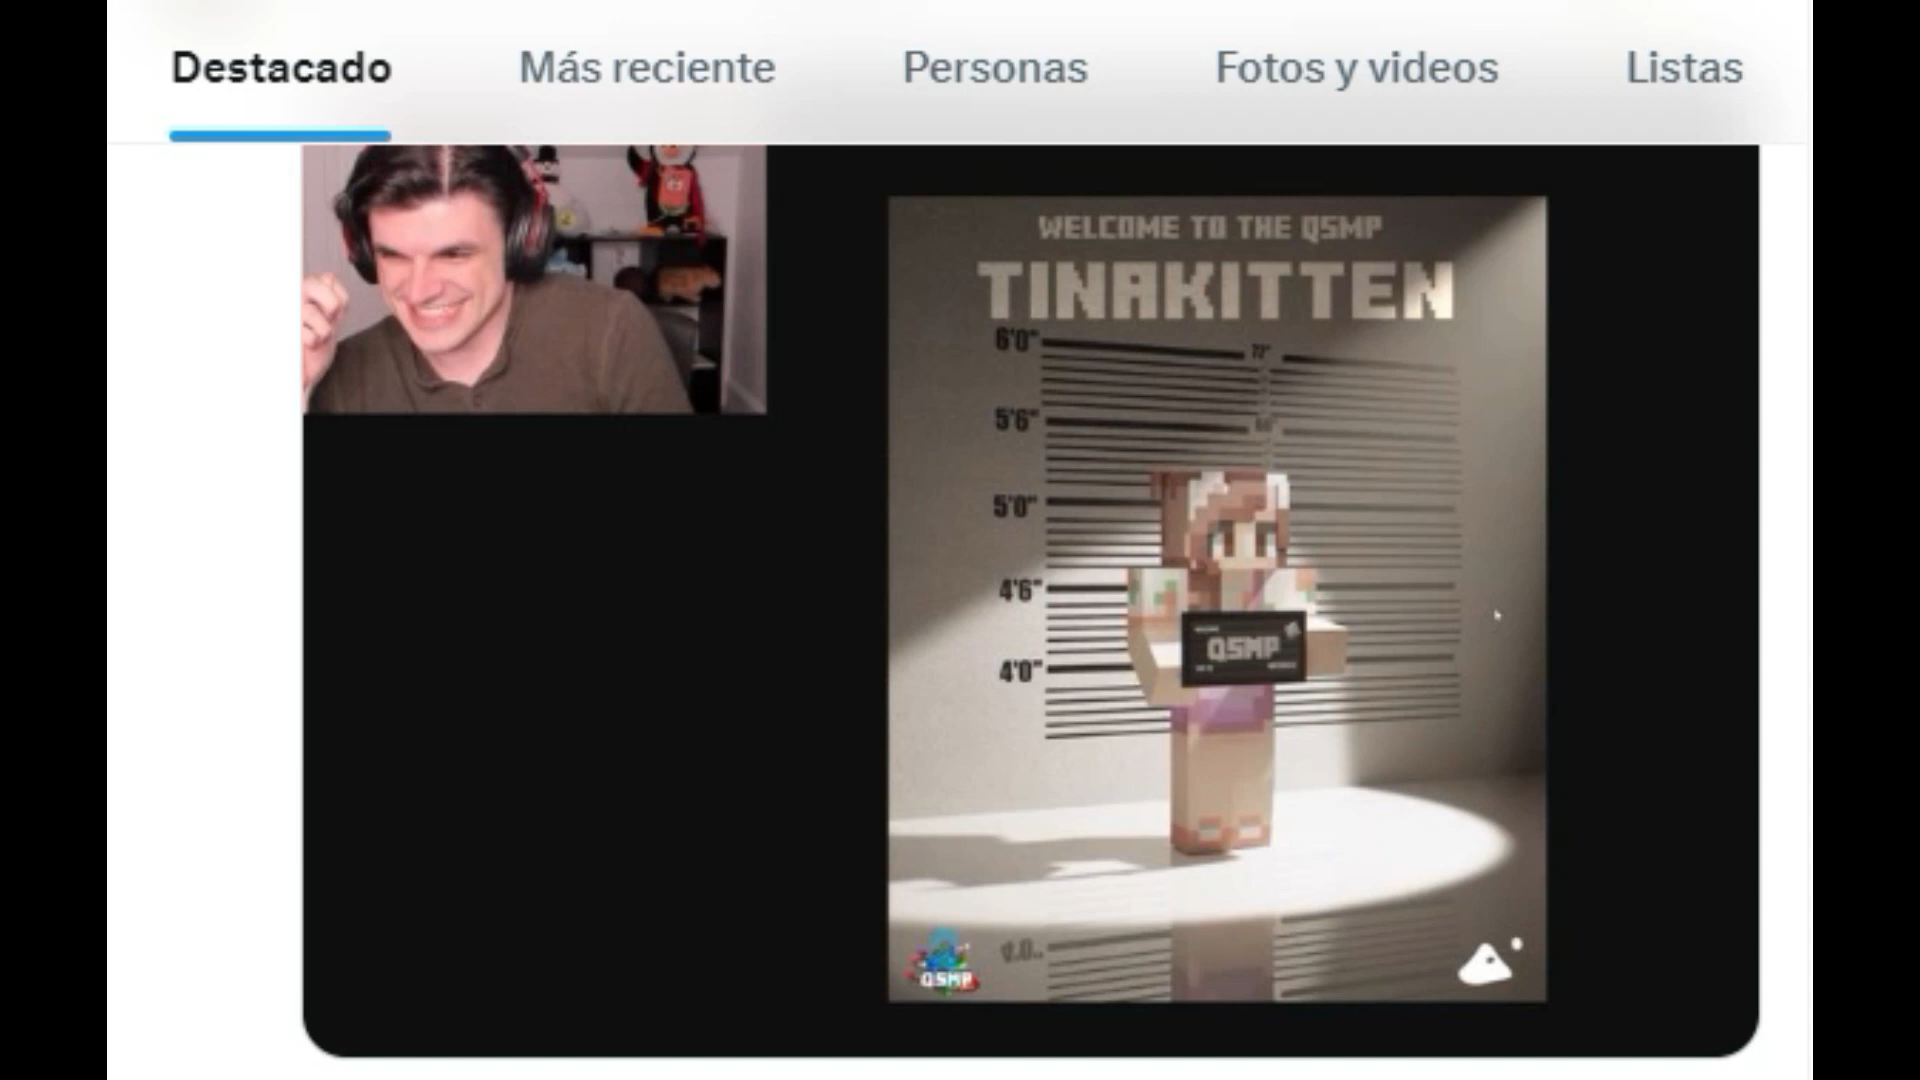 Destacado Más reciente Personas Fotos y videos Listas
WELCOME TO THE QSMP
TINAKITTEN
6'0"
72"
5'6"
5'0"
4'6"
QSMP
4'0"
QSMP